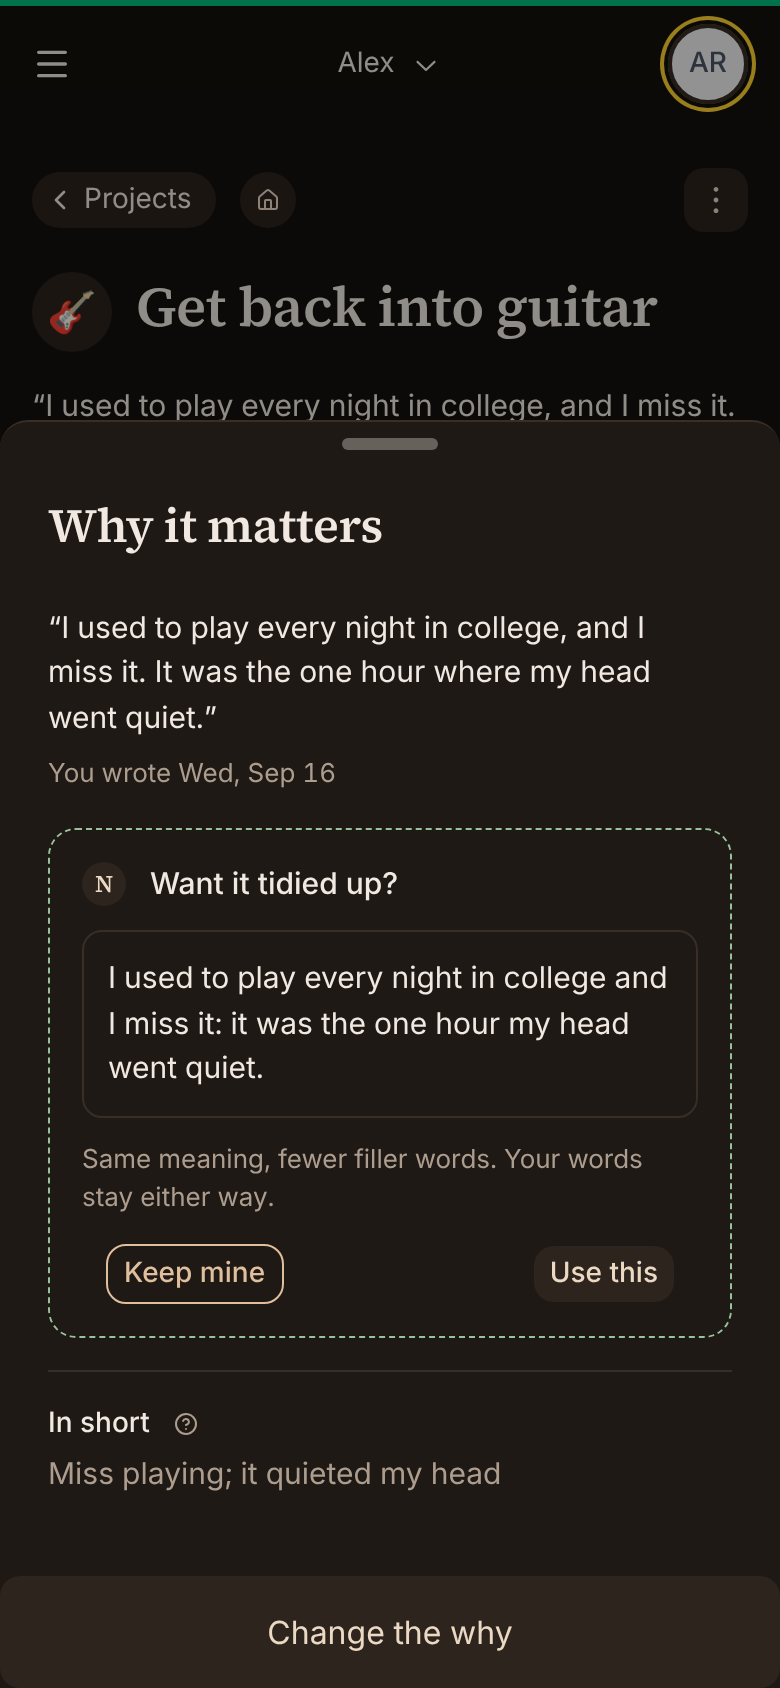 Alex
AR
Projects
Get back into guitar
“I used to play every night in college, and I miss it.
Why it matters
“I used to play every night in college, and I
miss it. It was the one hour where my head
went quiet.”
You wrote Wed, Sep 16
N
Want it tidied up?
I used to play every night in college and
I miss it: it was the one hour my head
went quiet.
Same meaning, fewer filler words. Your words
stay either way.
Keep mine
Use this
In short
Miss playing; it quieted my head
Change the why